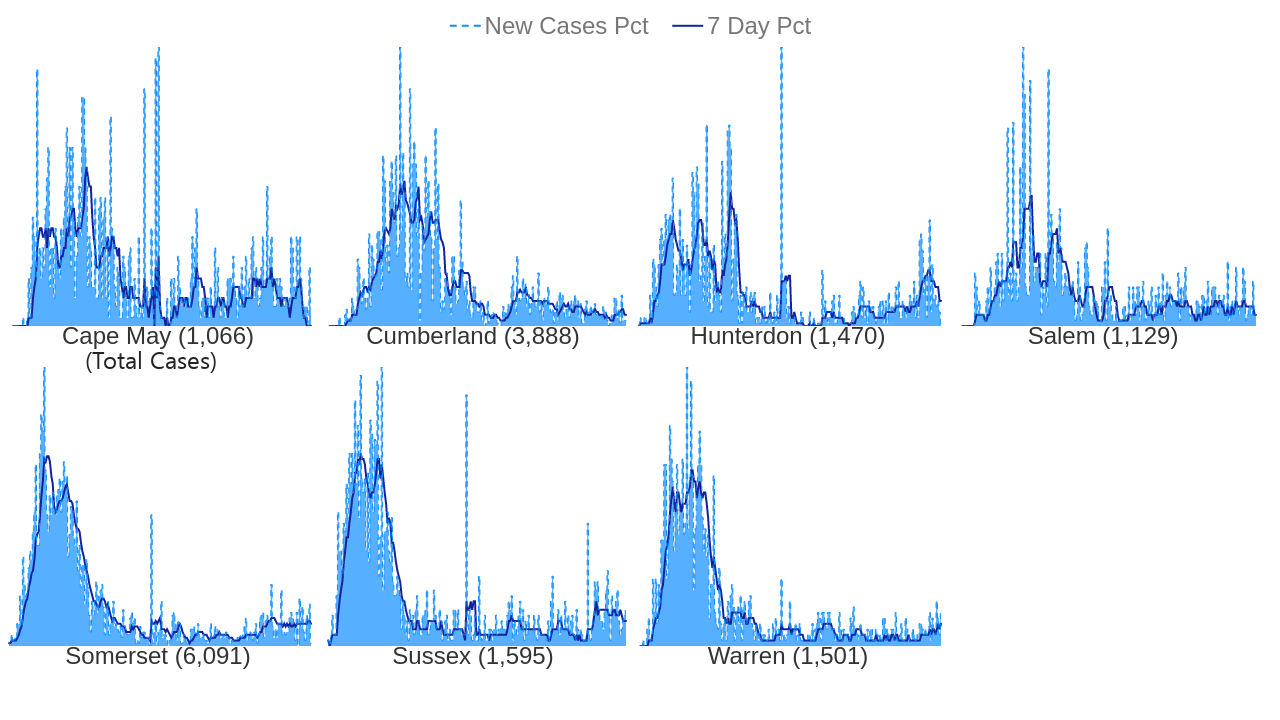 New Cases Pct 7 Day Pct
Cape May (1,066) Cumberland (3,888) Hunterdon (1,470) Salem (1,129)
(Total Cases)
Somerset (6,091) Sussex (1,595) Warren (1,501)